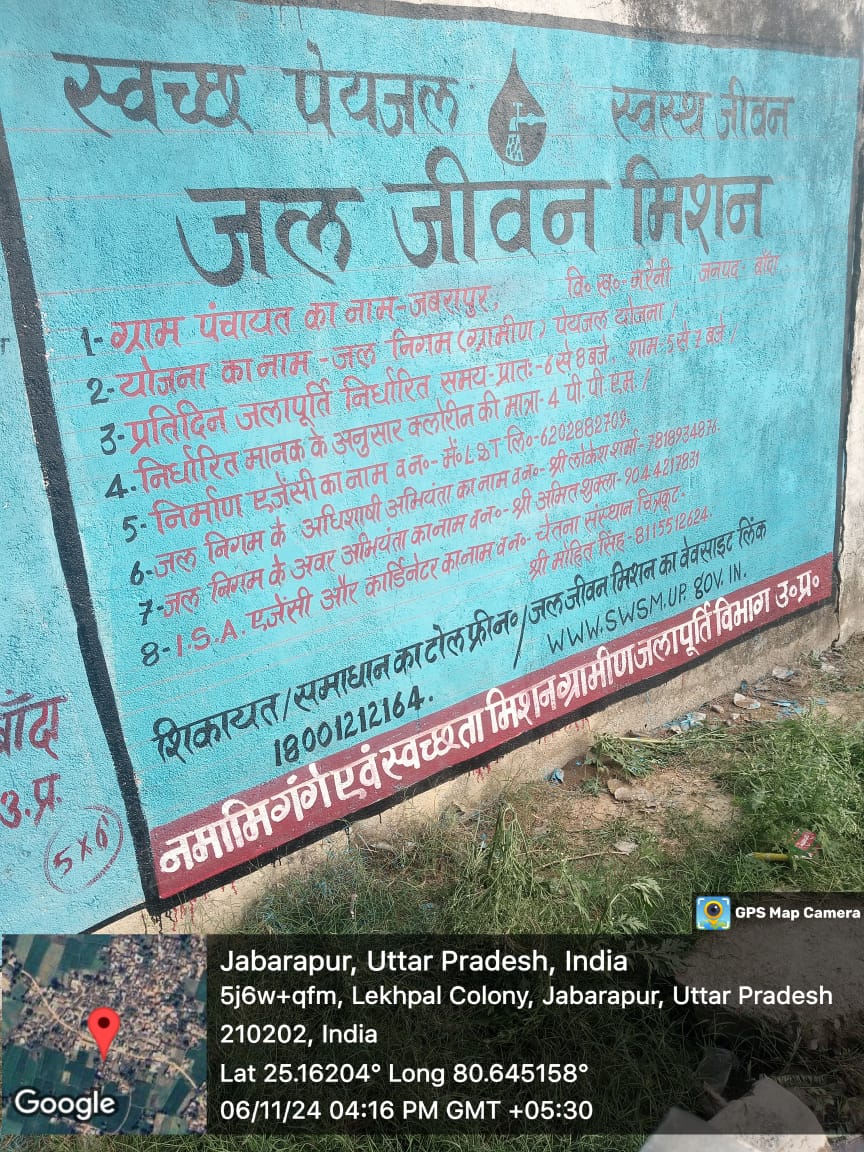 स्वच्छ पेयजल स्वस्थ जीवन
जल जीवन मिशन
1- ग्राम पंचायत का नाम-जबरापुर, वि० ख०- नरैनी जनपद- बाँदा
2- योजना का नाम - जल निगम (ग्रामीण) पेयजल योजना /
3- प्रतिदिन जलापूर्ति निर्धारित समय- प्रातः-6 से 8 बजे, शाम-5 से 7 बजे /
4. निर्धारित मानक के अनुसार क्लोरीन की मात्रा- 4 पी. पी. एम. /
5- निर्माण एजेंसी का नाम व न०- में० L&T लि०-6202882709.
6- जल निगम के अधिशाषी अभियंता का नाम व न०- श्री लोकेश शर्मा-7818934876.
7- जल निगम के अवर अभियंता का नाम व न०- श्री अमित शुक्ला- 9044217831
8- I.S.A. एजेंसी और कार्डिनेटर का नाम व न०- चेतना संस्थान चित्रकूट-
श्री मोहित सिंह- 8115512624.
शिकायत/समाधान का टोल फ्री न०/जल जीवन मिशन का वेवसाइट लिंक
18001212164. WWW.SWSM.UP.GOV.IN.
नमामि गंगे एवं स्वच्छता मिशन ग्रामीण जलापूर्ति विभाग उ०प्र०
बाँदा
उ.प्र.
5x6
GPS Map Camera
Jabarapur, Uttar Pradesh, India
5j6w+qfm, Lekhpal Colony, Jabarapur, Uttar Pradesh
210202, India
Lat 25.16204° Long 80.645158°
06/11/24 04:16 PM GMT +05:30
Google